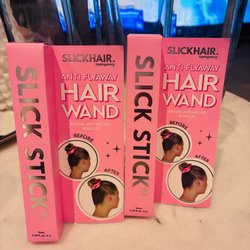 SLICK STICK
SLICKHAIR.
company
ANTI FLYAWAY
HAIR
WAND
BEFORE
AFTER
SLICK STICK
SLICKHAIR.
company
ANTI FLYAWAY
HAIR
WAND
BEFORE
AFTER